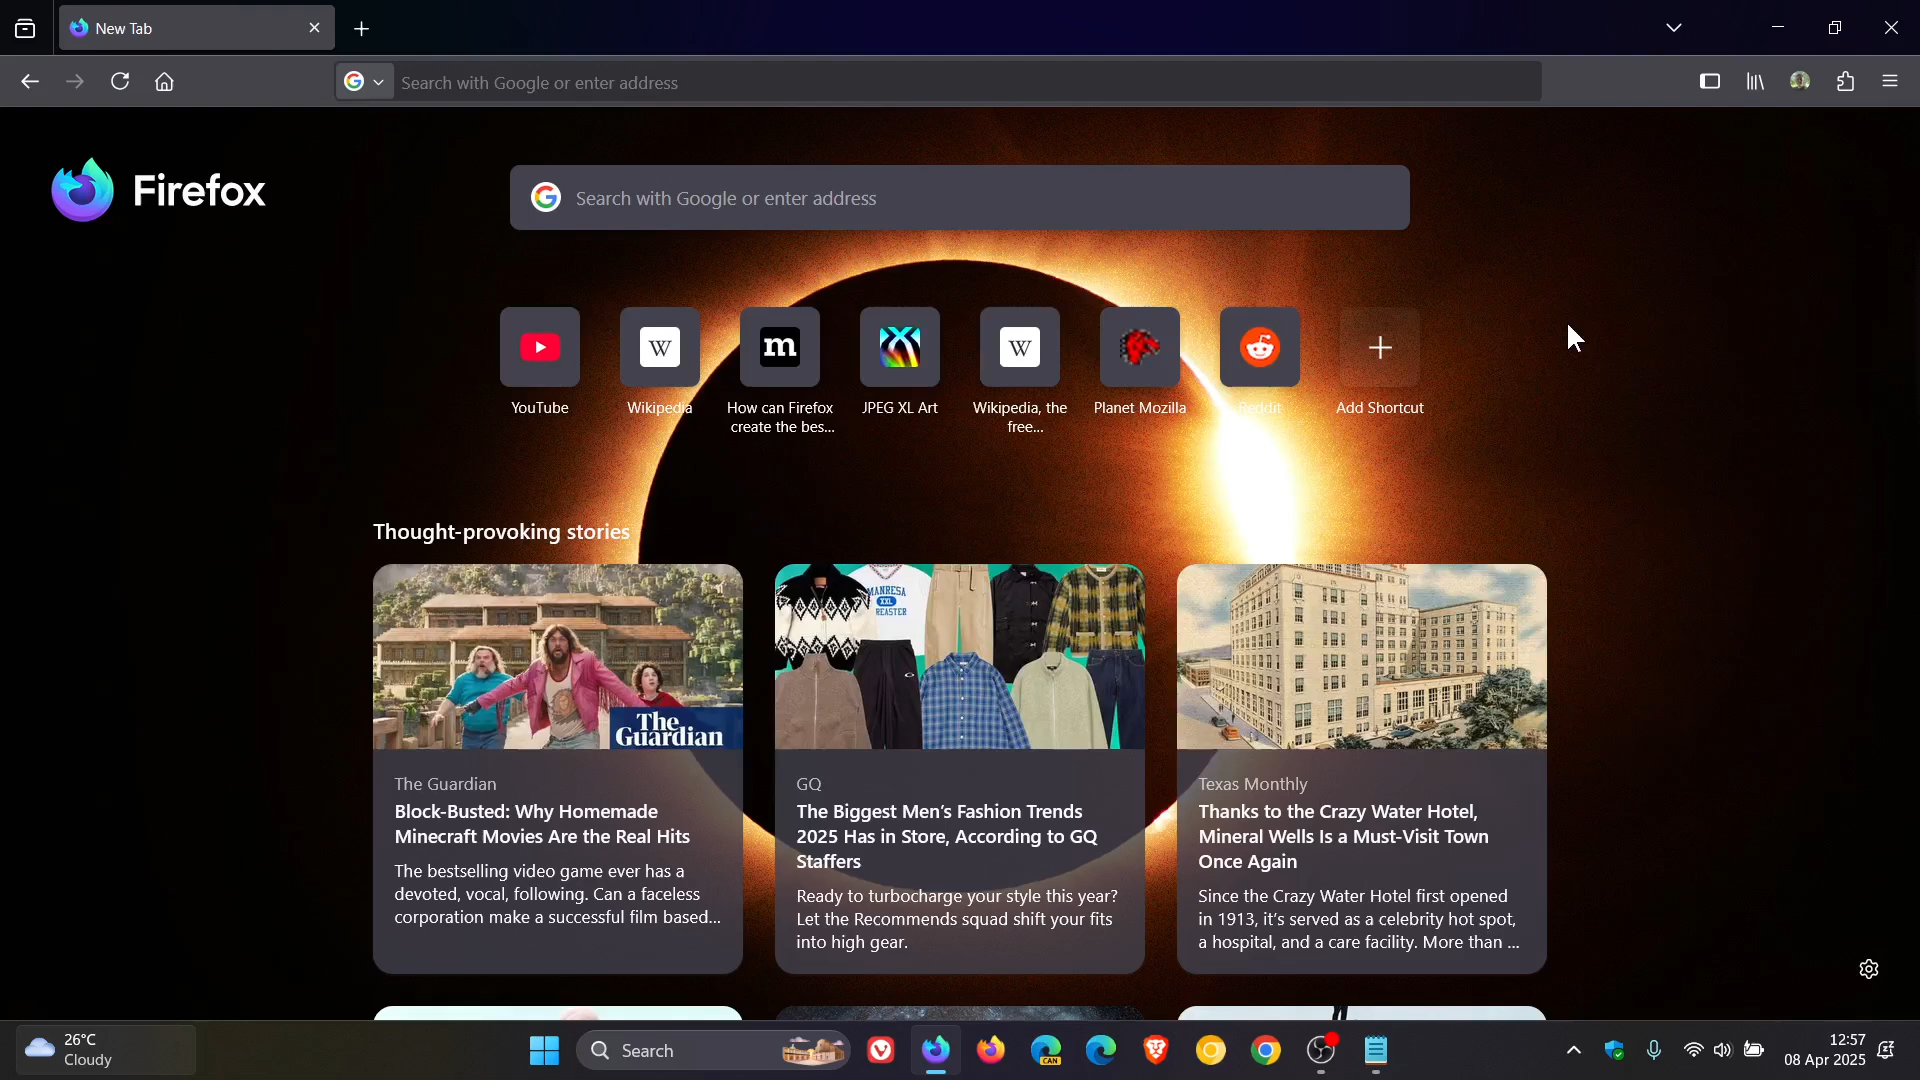 New Tab
Search with Google or enter address
Firefox
Search with Google or enter address
W
m
W
YouTube
Wikipedia
How can Firefox
create the bes...
JPEG XL Art
Wikipedia, the
free...
Planet Mozilla
Reddit
Add Shortcut
Thought-provoking stories
The
Guardian
MANRESA
XXL
The Guardian
Block-Busted: Why Homemade
Minecraft Movies Are the Real Hits
The bestselling video game ever has a
devoted, vocal, following. Can a faceless
corporation make a successful film based...
GQ
The Biggest Men's Fashion Trends
2025 Has in Store, According to GQ
Staffers
Ready to turbocharge your style this year?
Let the Recommends squad shift your fits
into high gear.
Texas Monthly
Thanks to the Crazy Water Hotel,
Mineral Wells Is a Must-Visit Town
Once Again
Since the Crazy Water Hotel first opened
in 1913, it's served as a celebrity hot spot,
a hospital, and a care facility. More than ...
26°C
Cloudy
Search
CAN
12:57
08 Apr 2025